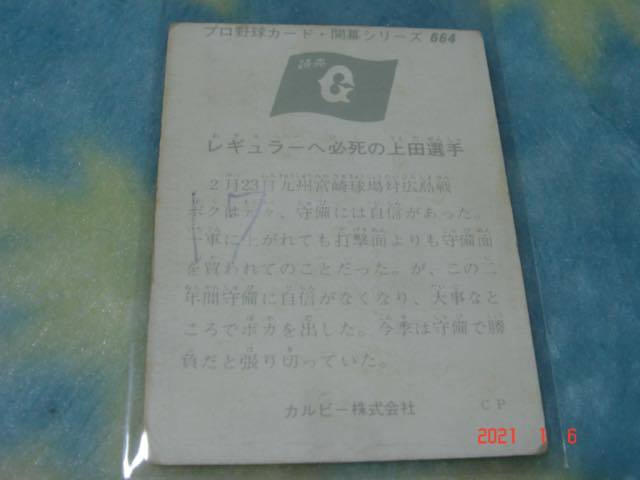 プロ野球カード・開幕シリーズ 664
読売
G
レギュラーへ必死の上田選手
2月23日九州宮崎球場対広島戦
ボクはネ、守備には自信があった。
一軍に上がれても打撃面よりも守備面
を買われてのことだった。が、この二
年間守備に自信がなくなり、大事なと
ころでポカを出した。今季は守備で勝
負だと張り切っていた。
カルビー株式会社 CP
17
2021 1 6